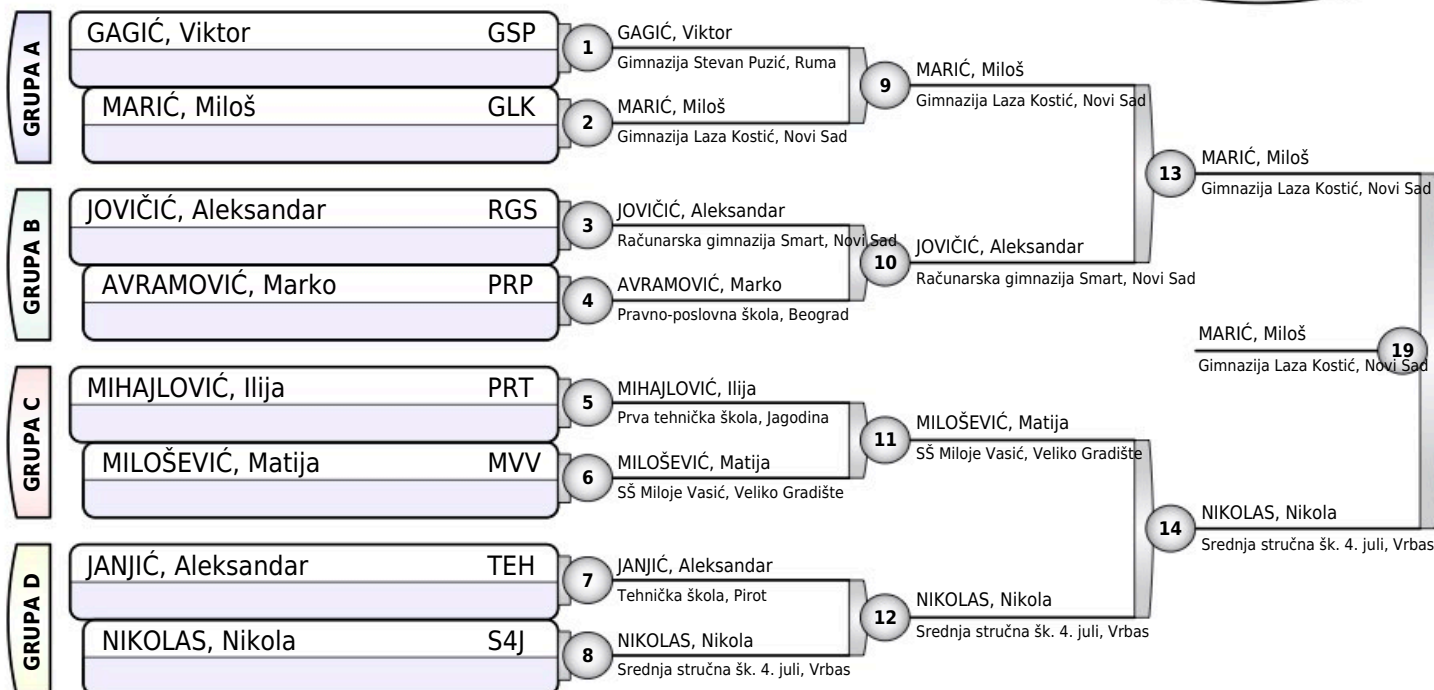 GRUPA A
GAGIĆ, Viktor GSP
MARIĆ, Miloš GLK
GRUPA B
JOVIČIĆ, Aleksandar RGS
AVRAMOVIĆ, Marko PRP
GRUPA C
MIHAJLOVIĆ, Ilija PRT
MILOŠEVIĆ, Matija MVV
GRUPA D
JANJIĆ, Aleksandar TEH
NIKOLAS, Nikola S4J
1
GAGIĆ, Viktor
Gimnazija Stevan Puzić, Ruma
2
MARIĆ, Miloš
Gimnazija Laza Kostić, Novi Sad
3
JOVIČIĆ, Aleksandar
Računarska gimnazija Smart, Novi Sad
4
AVRAMOVIĆ, Marko
Pravno-poslovna škola, Beograd
5
MIHAJLOVIĆ, Ilija
Prva tehnička škola, Jagodina
6
MILOŠEVIĆ, Matija
SŠ Miloje Vasić, Veliko Gradište
7
JANJIĆ, Aleksandar
Tehnička škola, Pirot
8
NIKOLAS, Nikola
Srednja stručna šk. 4. juli, Vrbas
9
MARIĆ, Miloš
Gimnazija Laza Kostić, Novi Sad
10
JOVIČIĆ, Aleksandar
Računarska gimnazija Smart, Novi Sad
11
MILOŠEVIĆ, Matija
SŠ Miloje Vasić, Veliko Gradište
12
NIKOLAS, Nikola
Srednja stručna šk. 4. juli, Vrbas
13
MARIĆ, Miloš
Gimnazija Laza Kostić, Novi Sad
14
NIKOLAS, Nikola
Srednja stručna šk. 4. juli, Vrbas
MARIĆ, Miloš
Gimnazija Laza Kostić, Novi Sad
19